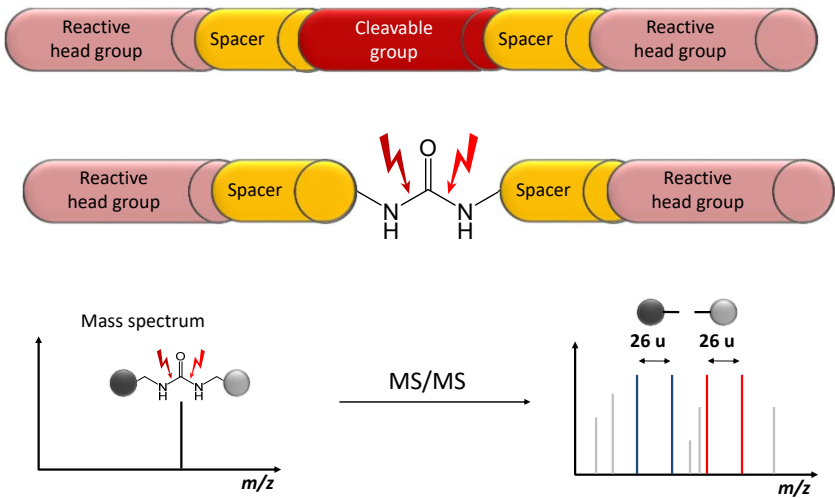 Reactive
head group
Spacer
Cleavable
group
Spacer
Reactive
head group
Reactive
head group
Spacer
O
N
H
N
H
Spacer
Reactive
head group
Mass spectrum
O
N
H
N
H
m/z
MS/MS
26 u
26 u
m/z